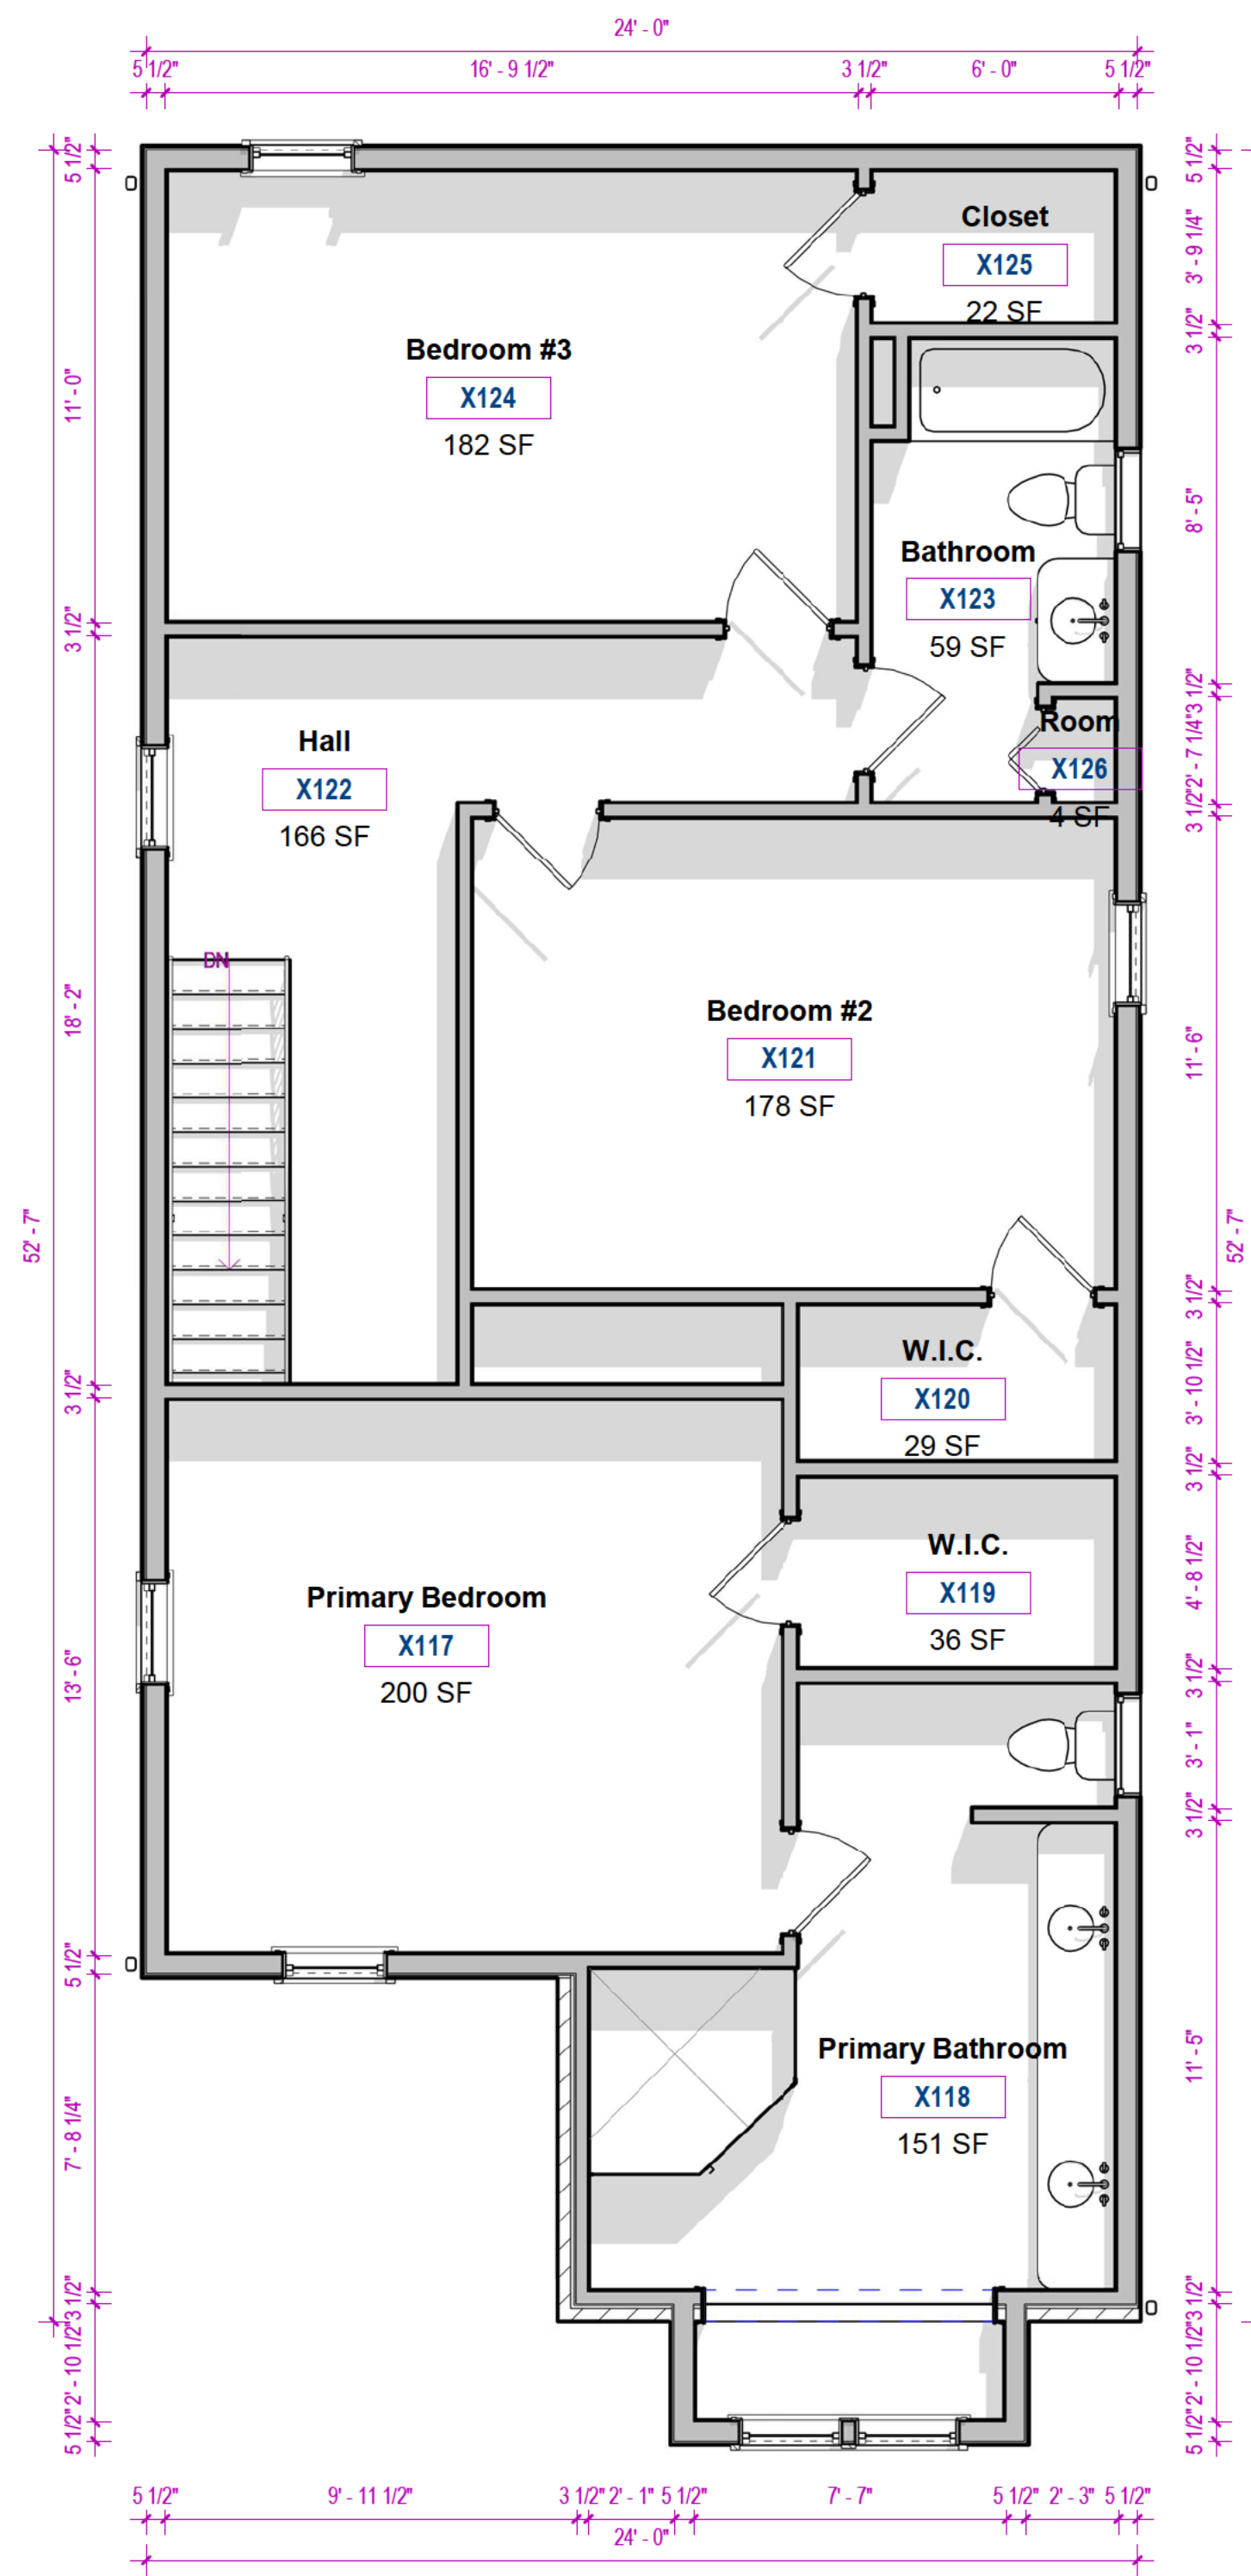 24' - 0"
5 1/2" 16' - 9 1/2" 3 1/2" 6' - 0" 5 1/2"
5 1/2"
11' - 0"
3 1/2"
18' - 2"
3 1/2"
13' - 6"
5 1/2"
7' - 8 1/4"
3 1/2"
2' - 10 1/2"
5 1/2"
52' - 7"
Closet
X125
22 SF
Bedroom #3
X124
182 SF
Bathroom
X123
59 SF
Room
X126
4 SF
Hall
X122
166 SF
DN
Bedroom #2
X121
178 SF
W.I.C.
X120
29 SF
W.I.C.
X119
36 SF
Primary Bedroom
X117
200 SF
Primary Bathroom
X118
151 SF
5 1/2"
3' - 9 1/4"
3 1/2"
8' - 5"
3 1/2"
2' - 7 1/4"
3 1/2"
11' - 6"
3 1/2"
3' - 10 1/2"
3 1/2"
4' - 8 1/2"
3 1/2"
3' - 1"
3 1/2"
11' - 5"
3 1/2"
2' - 10 1/2"
5 1/2"
52' - 7"
5 1/2" 9' - 11 1/2" 3 1/2" 2' - 1" 5 1/2" 7' - 7" 5 1/2" 2' - 3" 5 1/2"
24' - 0"